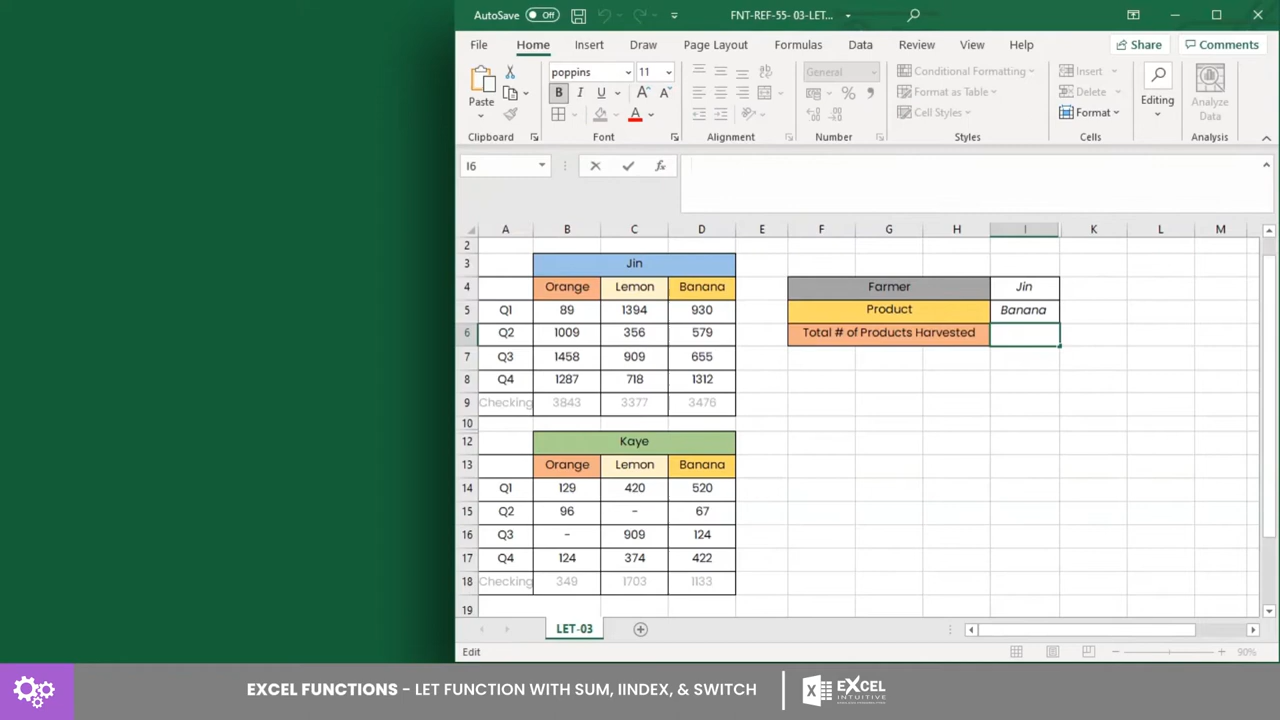 AutoSave Off FNT-REF-55- 03-LET...
File Home Insert Draw Page Layout Formulas Data Review View Help Share Comments
Paste
poppins 11
B I U
General
Conditional Formatting
Format as Table
Cell Styles
Insert
Delete
Format
Editing
Analyze
Data
Clipboard Font Alignment Number Styles Cells Analysis
I6 fx
A B C D E F G H I K L M
2
3 Jin
4 Orange Lemon Banana Farmer Jin
5 Q1 89 1394 930 Product Banana
6 Q2 1009 356 579 Total # of Products Harvested
7 Q3 1458 909 655
8 Q4 1287 718 1312
9 Checking 3843 3377 3476
10
12 Kaye
13 Orange Lemon Banana
14 Q1 129 420 520
15 Q2 96 - 67
16 Q3 - 909 124
17 Q4 124 374 422
18 Checking 349 1703 1133
19
LET-03
Edit 90%
EXCEL FUNCTIONS - LET FUNCTION WITH SUM, IINDEX, & SWITCH
EXCEL
INTUITIVE